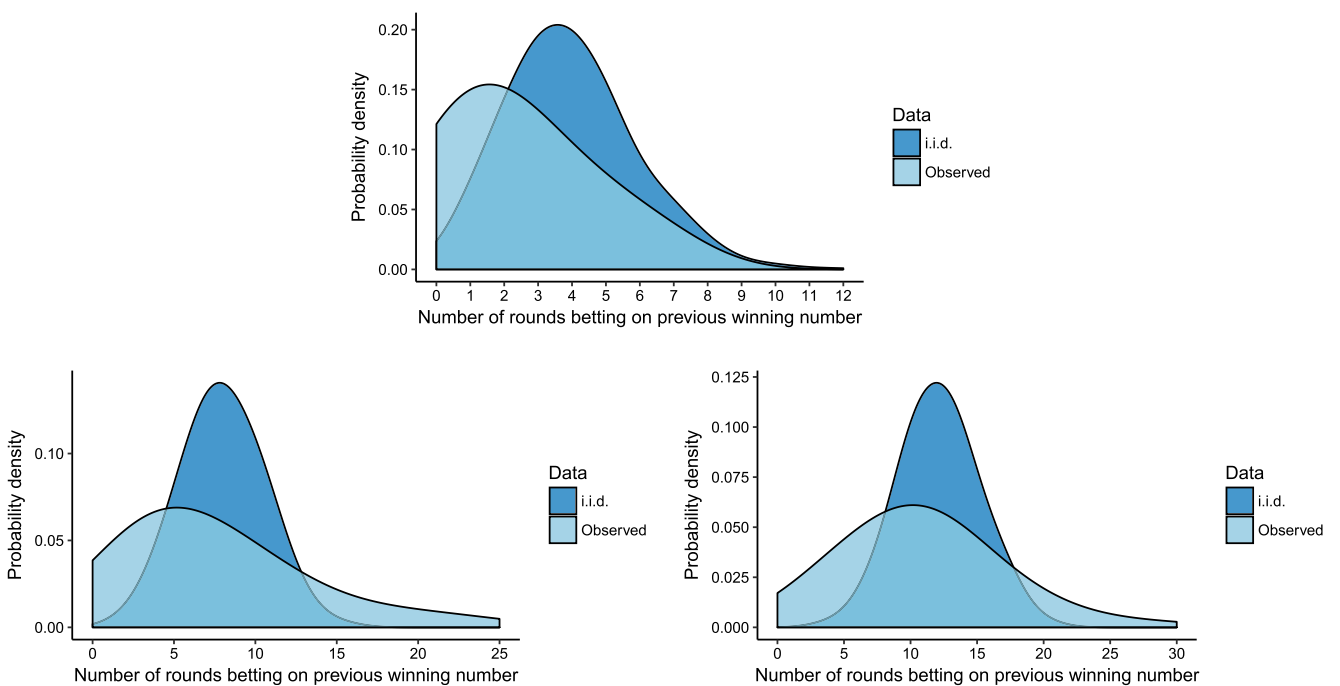 Probability density
0.20
0.15
0.10
0.05
0.00
0 1 2 3 4 5 6 7 8 9 10 11 12
Number of rounds betting on previous winning number
Data
i.i.d.
Observed
Probability density
0.10
0.05
0.00
0 5 10 15 20 25
Number of rounds betting on previous winning number
Data
i.i.d.
Observed
Probability density
0.125
0.100
0.075
0.050
0.025
0.000
0 5 10 15 20 25 30
Number of rounds betting on previous winning number
Data
i.i.d.
Observed